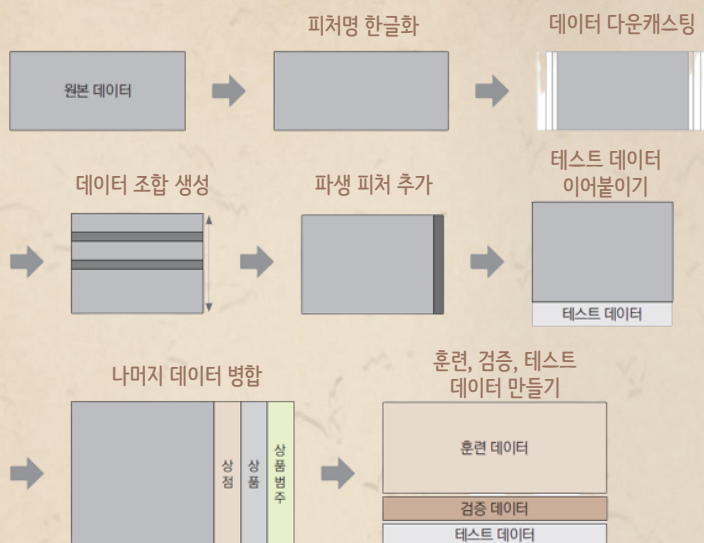 피처명 한글화
데이터 다운캐스팅
원본 데이터
데이터 조합 생성
파생 피처 추가
테스트 데이터
이어붙이기
테스트 데이터
나머지 데이터 병합
훈련, 검증, 테스트
데이터 만들기
상점
상품
상품범주
훈련 데이터
검증 데이터
테스트 데이터